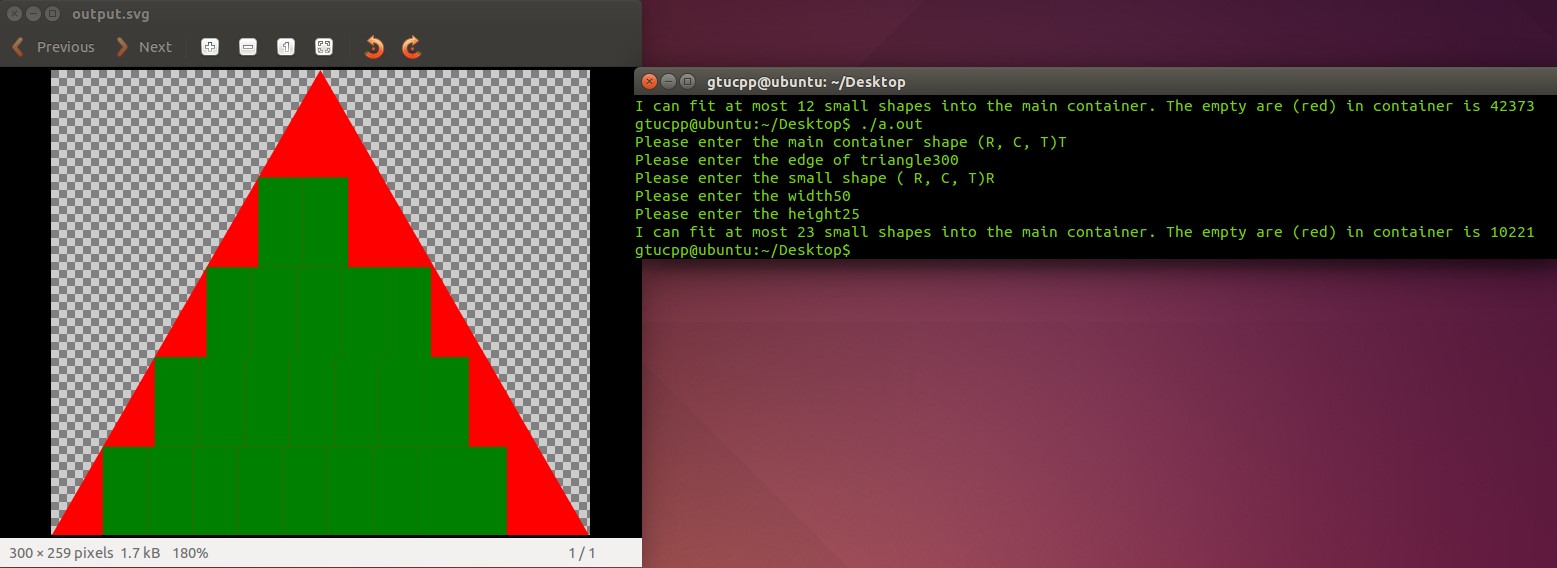 output.svg
Previous Next
300 × 259 pixels 1.7 kB 180% 1 / 1
gtucpp@ubuntu: ~/Desktop
I can fit at most 12 small shapes into the main container. The empty are (red) in container is 42373
gtucpp@ubuntu:~/Desktop$ ./a.out
Please enter the main container shape (R, C, T)T
Please enter the edge of triangle300
Please enter the small shape ( R, C, T)R
Please enter the width50
Please enter the height25
I can fit at most 23 small shapes into the main container. The empty are (red) in container is 10221
gtucpp@ubuntu:~/Desktop$